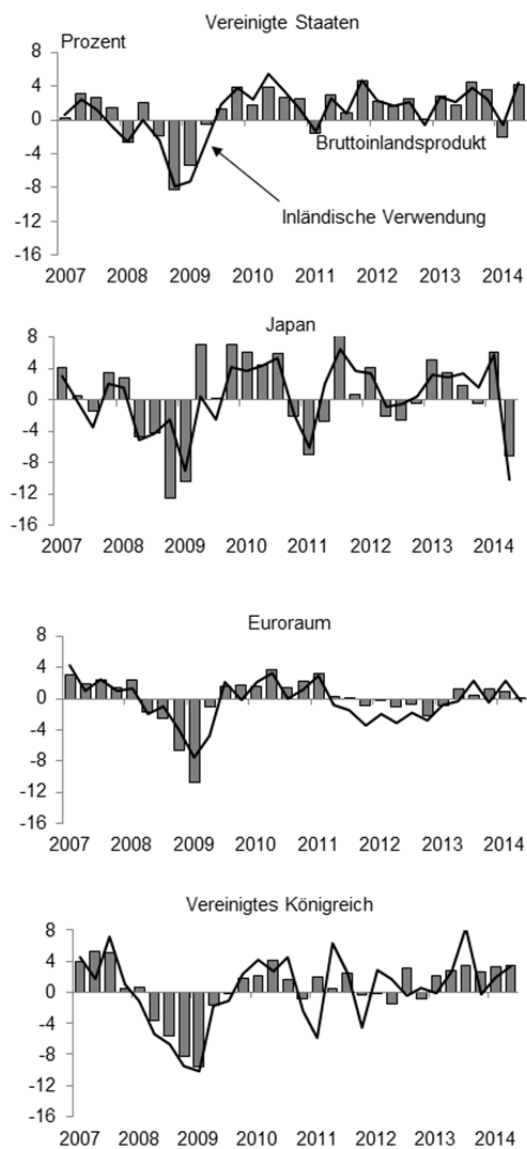 Vereinigte Staaten
8
Prozent
4
0
Bruttoinlandsprodukt
-4
-8
Inländische Verwendung
-12
-16
2007 2008 2009 2010 2011 2012 2013 2014
Japan
8
4
0
-4
-8
-12
-16
2007 2008 2009 2010 2011 2012 2013 2014
Euroraum
8
4
0
-4
-8
-12
-16
2007 2008 2009 2010 2011 2012 2013 2014
Vereinigtes Königreich
8
4
0
-4
-8
-12
-16
2007 2008 2009 2010 2011 2012 2013 2014